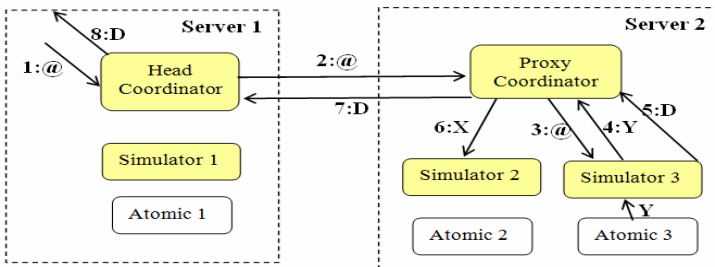 8:D
Server 1
Server 2
1:@
Head
Coordinator
2:@
Proxy
Coordinator
7:D
5:D
6:X
3:@
4:Y
Simulator 1
Simulator 2
Simulator 3
Atomic 1
Y
Atomic 2
Atomic 3